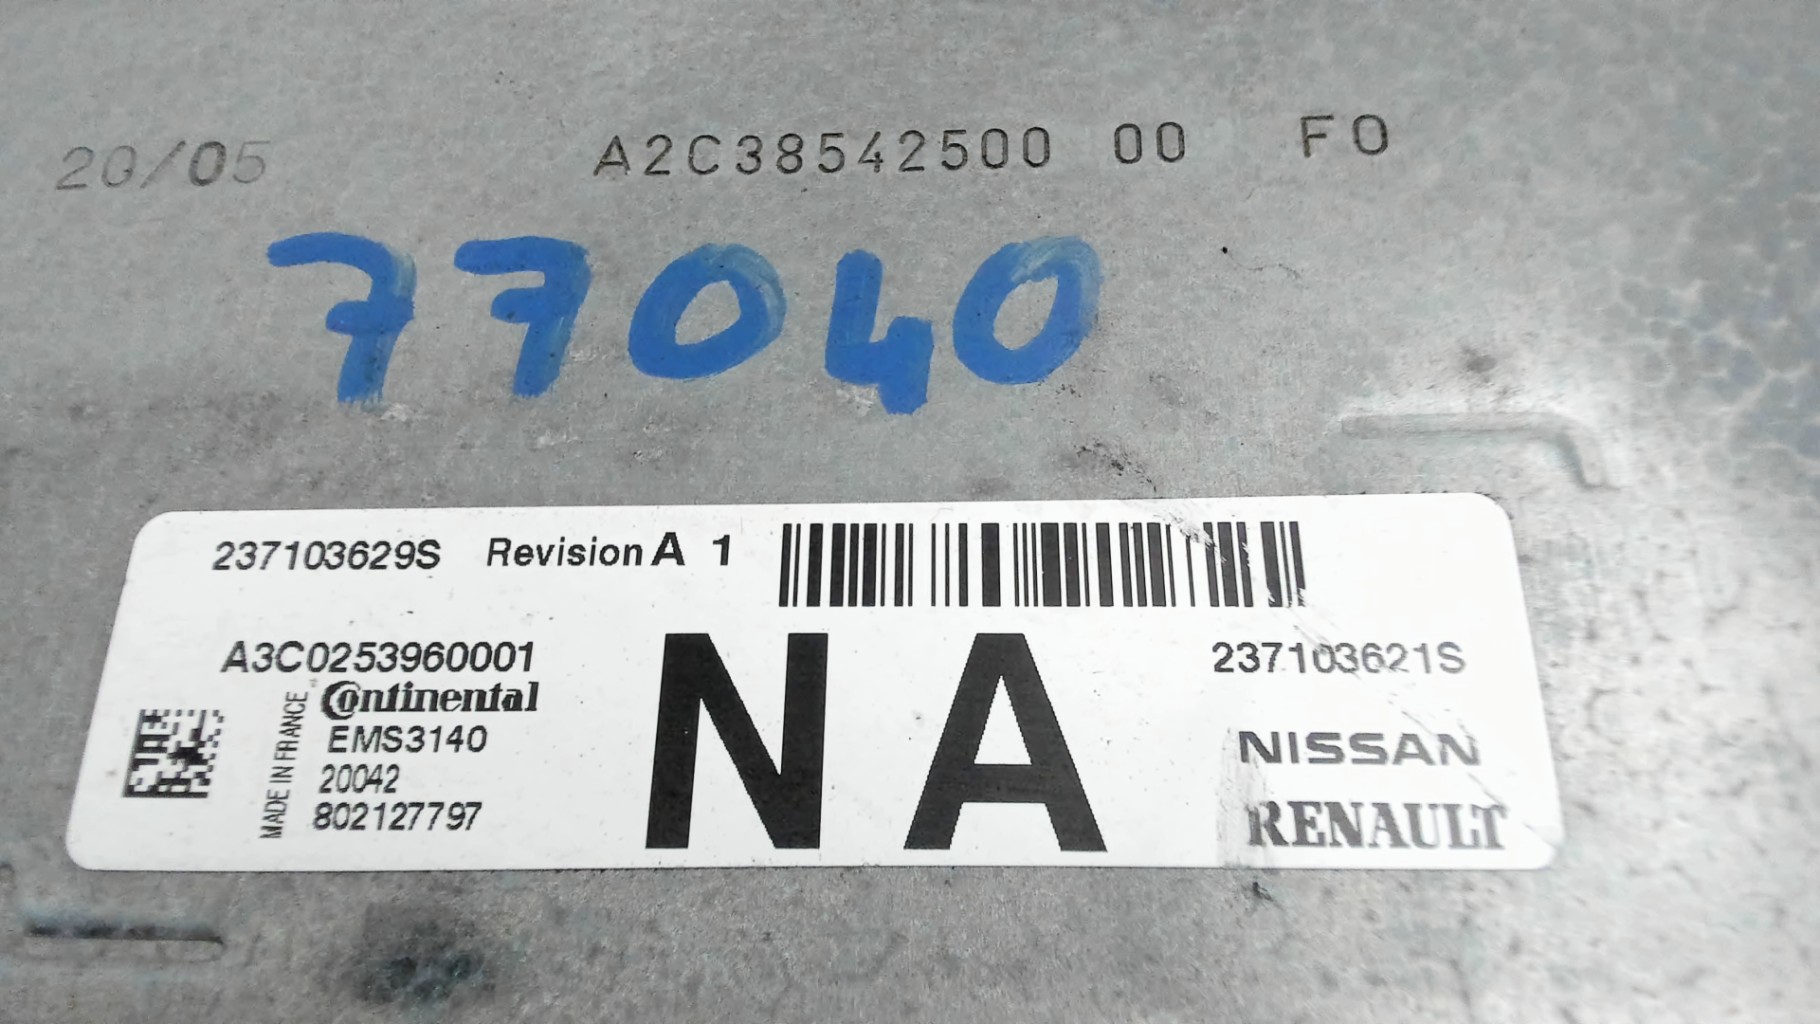 20/05 A2C38542500 00 F0
77040
237103629S Revision A 1
A3C0253960001
Continental
EMS3140
20042
802127797
MADE IN FRANCE
NA
237103621S
NISSAN
RENAULT